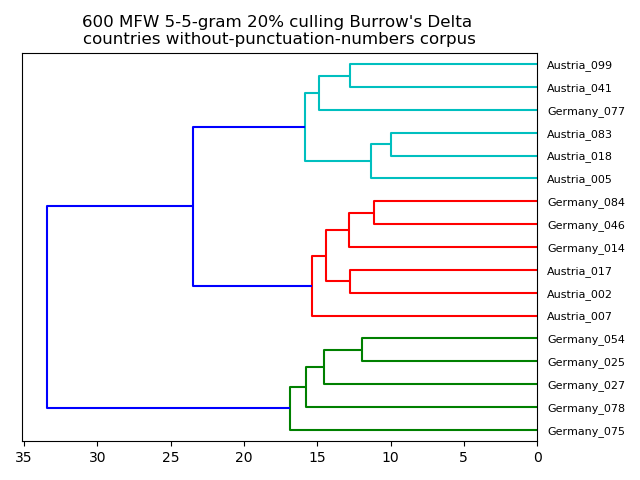 600 MFW 5-5-gram 20% culling Burrow's Delta
countries without-punctuation-numbers corpus
Austria_099
Austria_041
Germany_077
Austria_083
Austria_018
Austria_005
Germany_084
Germany_046
Germany_014
Austria_017
Austria_002
Austria_007
Germany_054
Germany_025
Germany_027
Germany_078
Germany_075
35 30 25 20 15 10 5 0